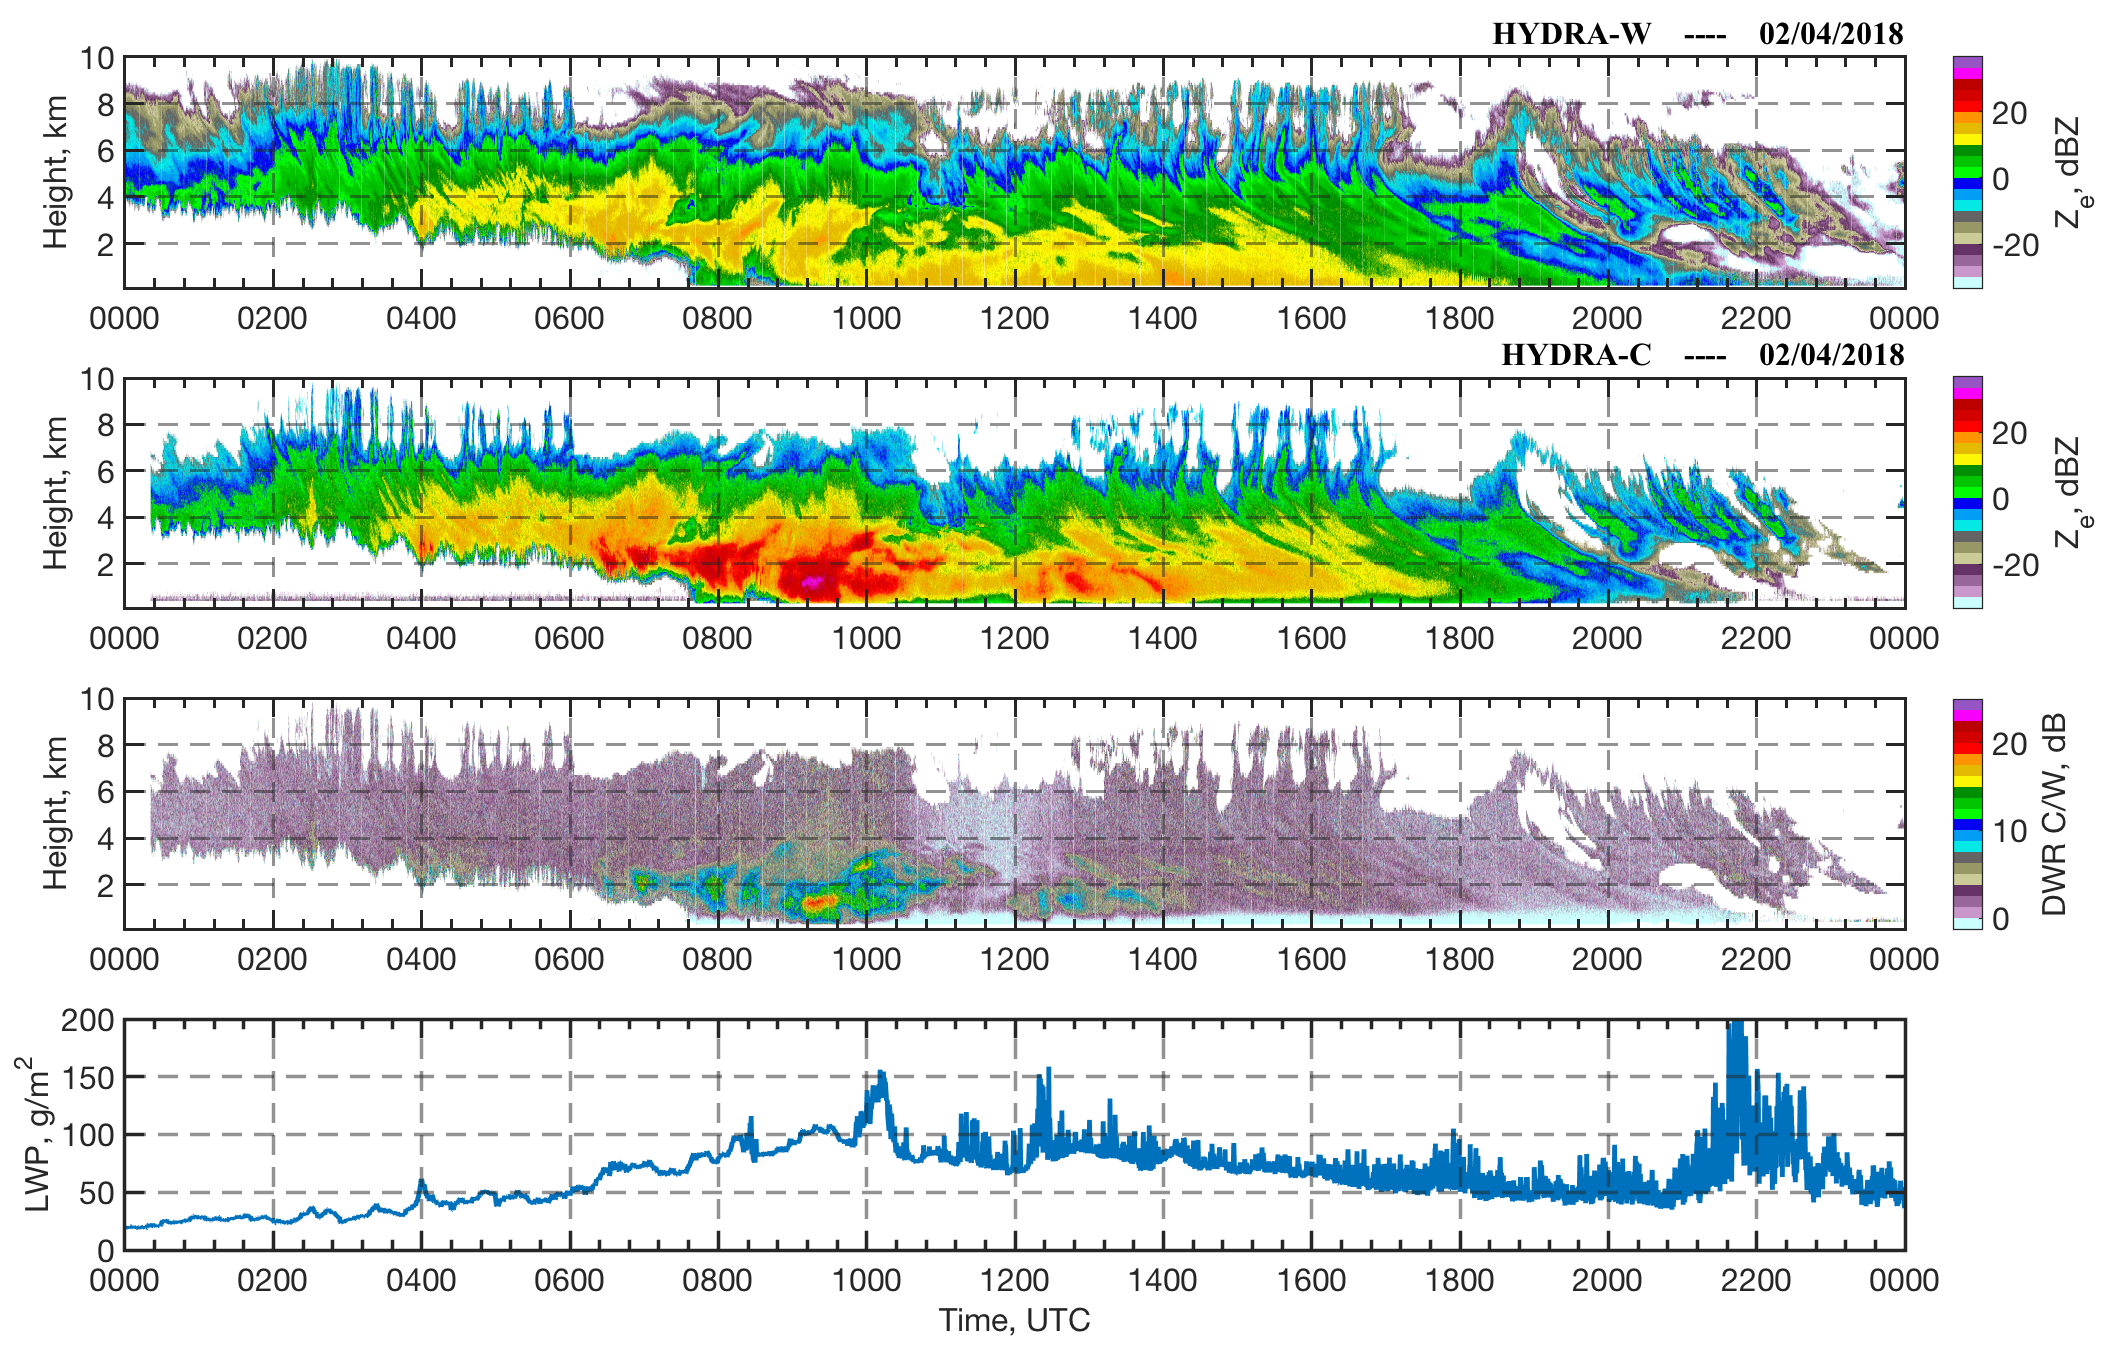 HYDRA-W ---- 02/04/2018
10
8
6
4
2
Height, km
0000 0200 0400 0600 0800 1000 1200 1400 1600 1800 2000 2200 0000
20
0
-20
Ze, dBZ
HYDRA-C ---- 02/04/2018
10
8
6
4
2
Height, km
0000 0200 0400 0600 0800 1000 1200 1400 1600 1800 2000 2200 0000
20
0
-20
Ze, dBZ
10
8
6
4
2
Height, km
0000 0200 0400 0600 0800 1000 1200 1400 1600 1800 2000 2200 0000
20
10
0
DWR C/W, dB
200
150
100
50
0
LWP, g/m2
0000 0200 0400 0600 0800 1000 1200 1400 1600 1800 2000 2200 0000
Time, UTC